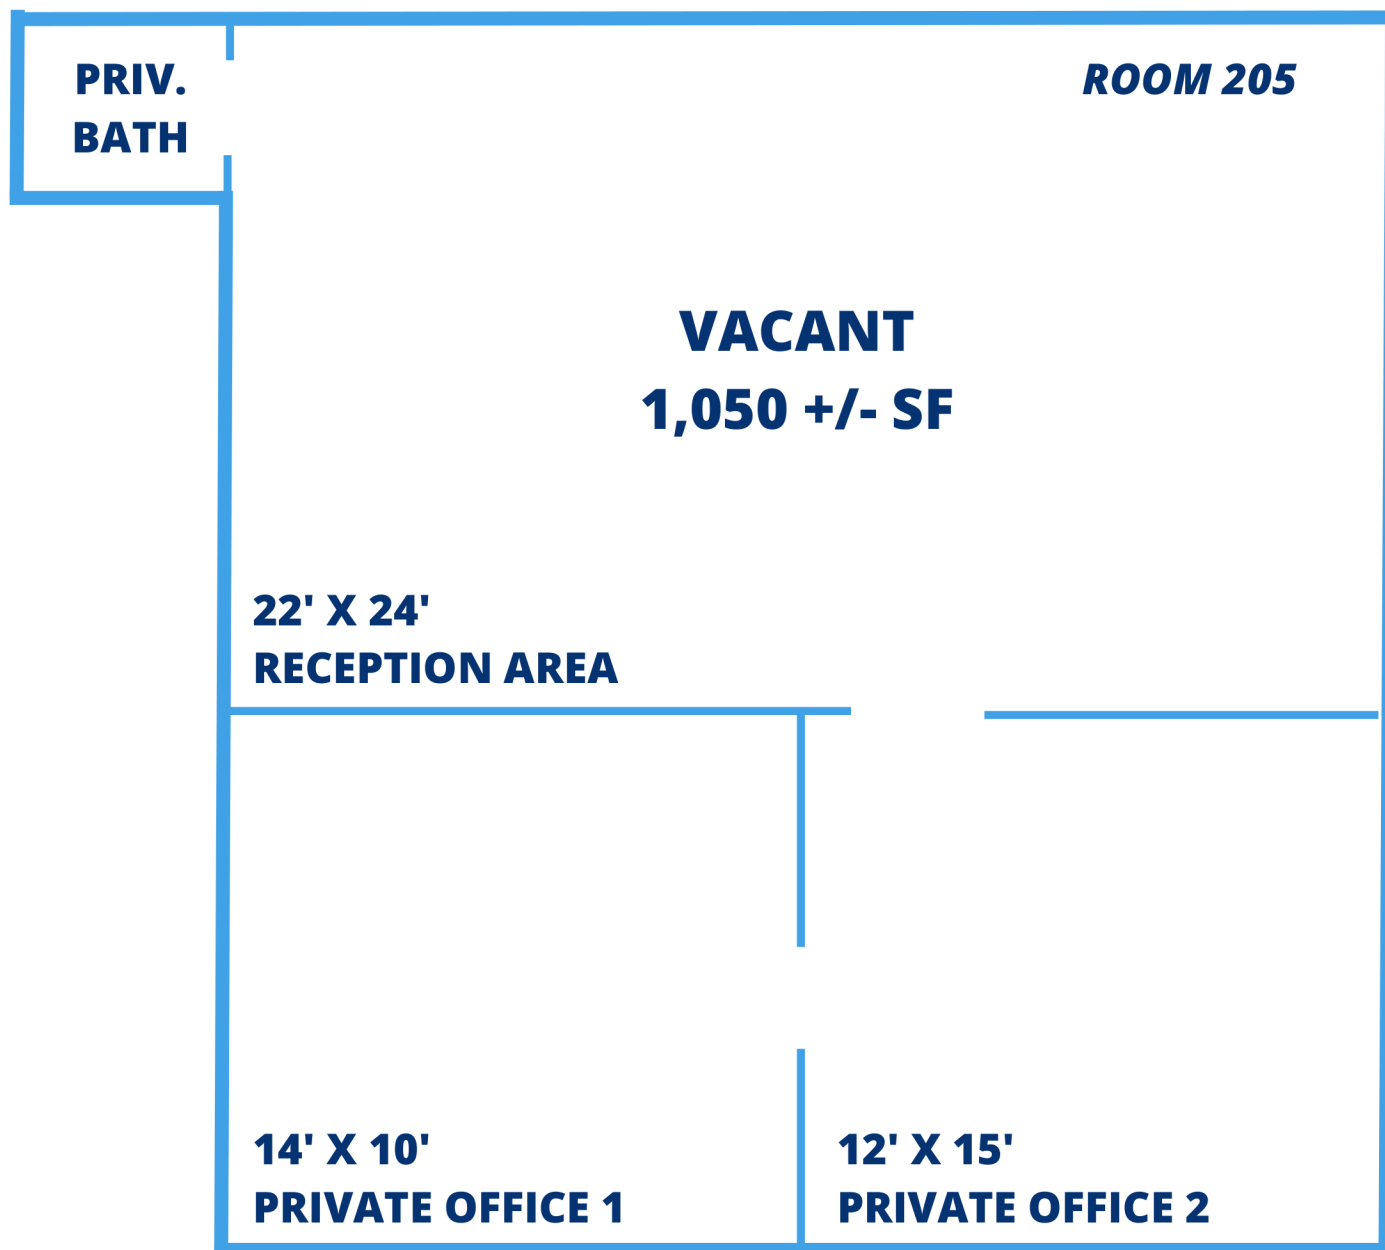 PRIV.
BATH
ROOM 205
VACANT
1,050 +/- SF
22' X 24'
RECEPTION AREA
14' X 10'
PRIVATE OFFICE 1
12' X 15'
PRIVATE OFFICE 2